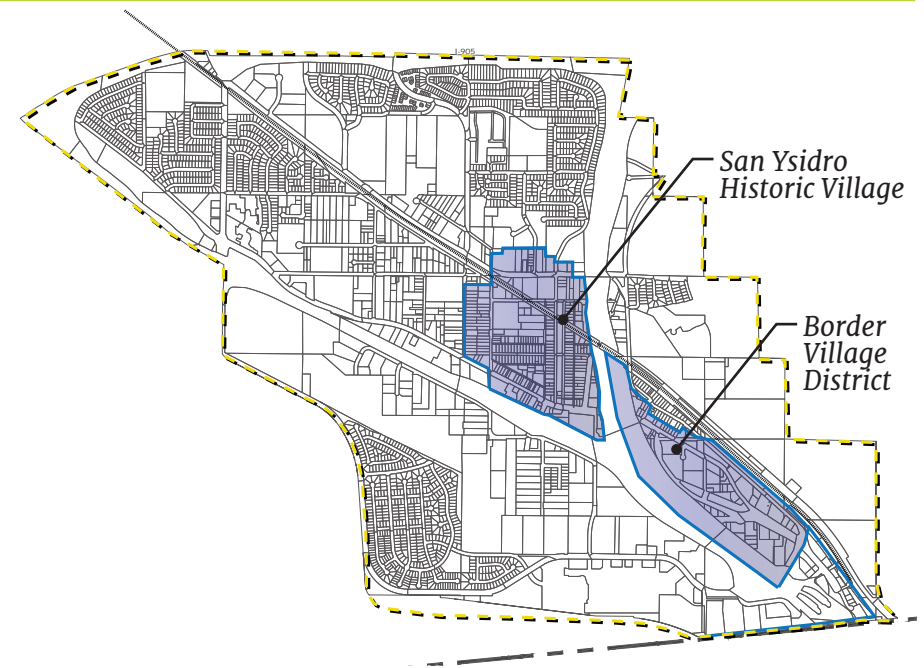 I-905
San Ysidro
Historic Village
Border
Village
District